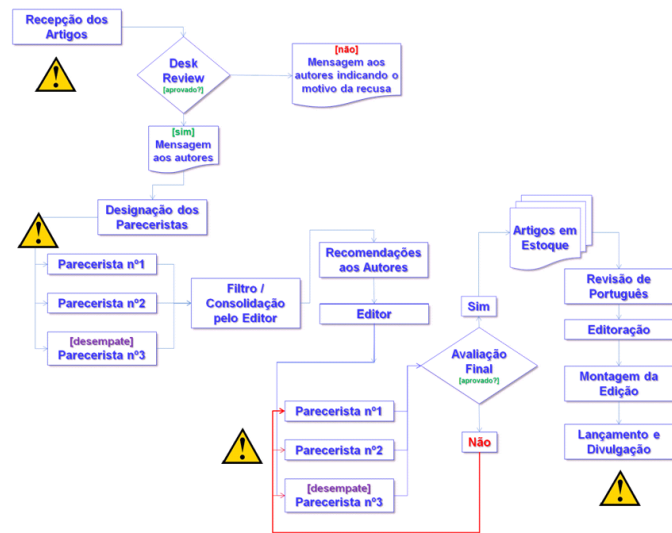 Recepção dos
Artigos
Desk
Review
[aprovado?]
[não]
Mensagem aos
autores indicando o
motivo da recusa
[sim]
Mensagem
aos autores
Designação dos
Pareceristas
Parecerista nº1
Parecerista nº2
[desempate]
Parecerista nº3
Filtro /
Consolidação
pelo Editor
Recomendações
aos Autores
Editor
Parecerista nº1
Parecerista nº2
[desempate]
Parecerista nº3
Avaliação
Final
[aprovado?]
Sim
Não
Artigos em
Estoque
Revisão de
Português
Editoração
Montagem da
Edição
Lançamento e
Divulgação